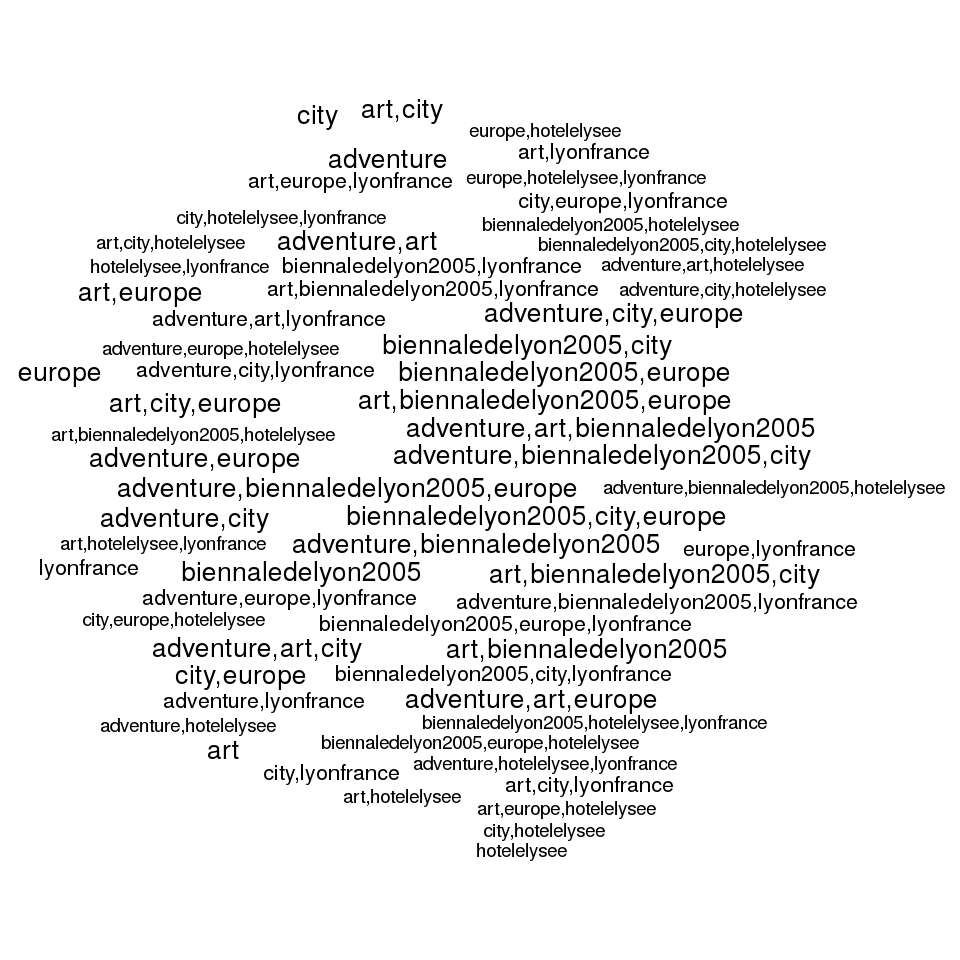 city
art,city
europe,hotelelysee
art,lyonfrance
adventure
art,europe,lyonfrance
europe,hotelelysee,lyonfrance
city,europe,lyonfrance
city,hotelelysee,lyonfrance
biennaledelyon2005,hotelelysee
art,city,hotelelysee
adventure,art
biennaledelyon2005,city,hotelelysee
hotelelysee,lyonfrance
biennaledelyon2005,lyonfrance
adventure,art,hotelelysee
art,europe
art,biennaledelyon2005,lyonfrance
adventure,city,hotelelysee
adventure,art,lyonfrance
adventure,city,europe
adventure,europe,hotelelysee
biennaledelyon2005,city
europe
adventure,city,lyonfrance
biennaledelyon2005,europe
art,city,europe
art,biennaledelyon2005,europe
art,biennaledelyon2005,hotelelysee
adventure,art,biennaledelyon2005
adventure,europe
adventure,biennaledelyon2005,city
adventure,biennaledelyon2005,europe
adventure,biennaledelyon2005,hotelelysee
adventure,city
biennaledelyon2005,city,europe
art,hotelelysee,lyonfrance
adventure,biennaledelyon2005
europe,lyonfrance
lyonfrance
biennaledelyon2005
art,biennaledelyon2005,city
adventure,europe,lyonfrance
adventure,biennaledelyon2005,lyonfrance
city,europe,hotelelysee
biennaledelyon2005,europe,lyonfrance
adventure,art,city
art,biennaledelyon2005
city,europe
biennaledelyon2005,city,lyonfrance
adventure,lyonfrance
adventure,art,europe
adventure,hotelelysee
biennaledelyon2005,hotelelysee,lyonfrance
art
biennaledelyon2005,europe,hotelelysee
city,lyonfrance
adventure,hotelelysee,lyonfrance
art,hotelelysee
art,city,lyonfrance
art,europe,hotelelysee
city,hotelelysee
hotelelysee